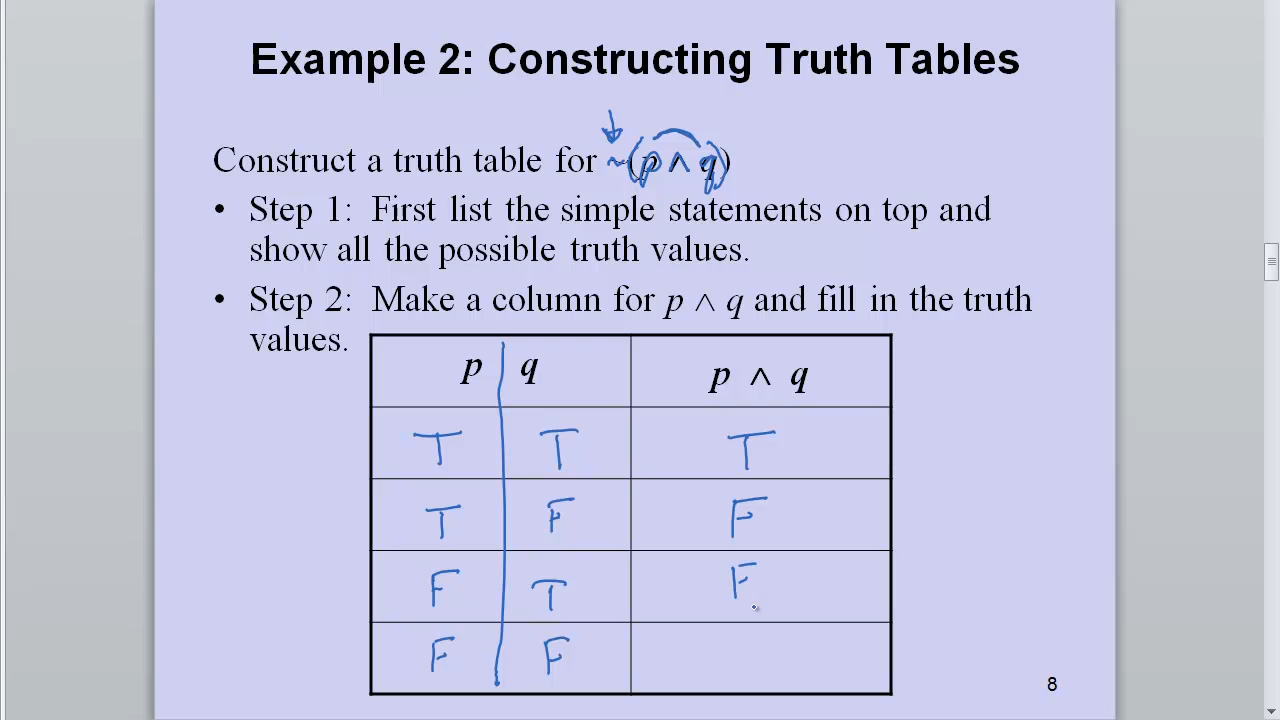 Example 2: Constructing Truth Tables
Construct a truth table for ~(p ∧ q)
• Step 1: First list the simple statements on top and
show all the possible truth values.
• Step 2: Make a column for p ∧ q and fill in the truth
values.
p q p ∧ q
T T T
T F F
F T F
F F
8